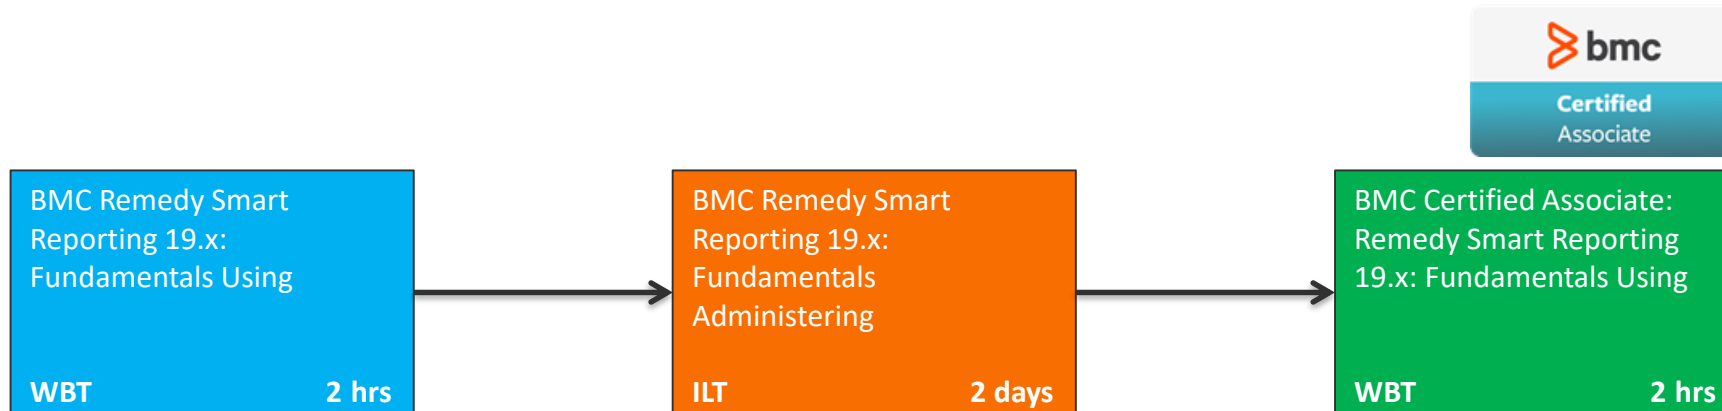 bmc
Certified
Associate
BMC Remedy Smart
Reporting 19.x:
Fundamentals Using
WBT 2 hrs
BMC Remedy Smart
Reporting 19.x:
Fundamentals
Administering
ILT 2 days
BMC Certified Associate:
Remedy Smart Reporting
19.x: Fundamentals Using
WBT 2 hrs